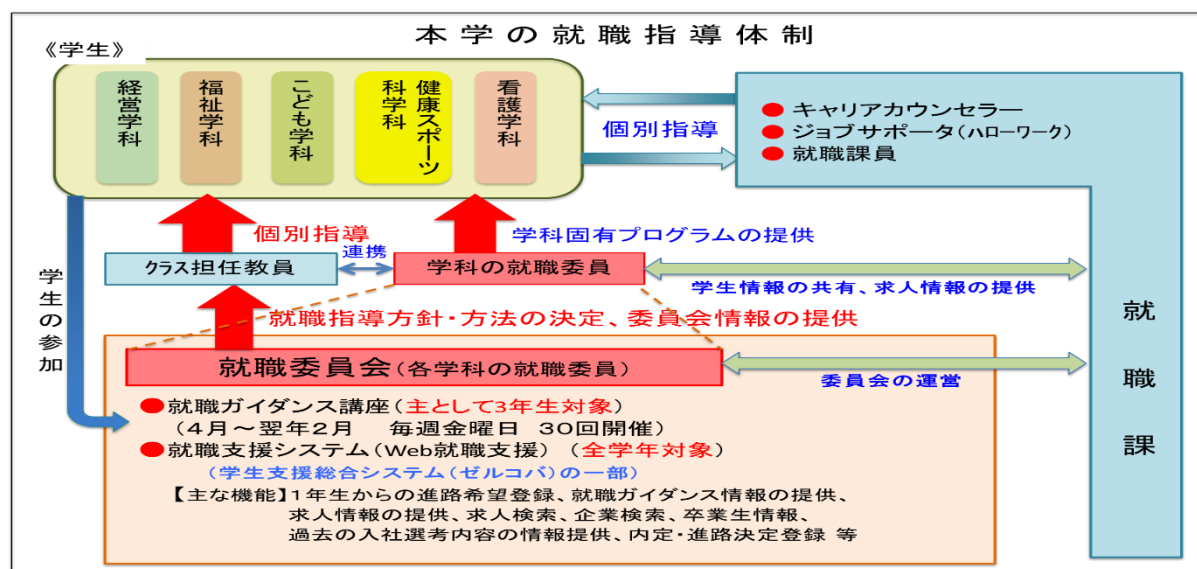 本学の就職指導体制
《学生》
経営学科
福祉学科
こども学科
健康スポーツ
科学科
看護学科
個別指導
● キャリアカウンセラー
● ジョブサポータ(ハローワーク)
● 就職課員
個別指導
学科固有プログラムの提供
クラス担任教員
連携
学科の就職委員
学生情報の共有、求人情報の提供
学生の参加
就職指導方針・方法の決定、委員会情報の提供
就職課
就職委員会(各学科の就職委員)
委員会の運営
●就職ガイダンス講座(主として3年生対象)
(4月～翌年2月 毎週金曜日 30回開催)
●就職支援システム(Web就職支援) (全学年対象)
(学生支援総合システム(ゼルコバ)の一部)
【主な機能】1年生からの進路希望登録、就職ガイダンス情報の提供、
求人情報の提供、求人検索、企業検索、卒業生情報、
過去の入社選考内容の情報提供、内定・進路決定登録 等